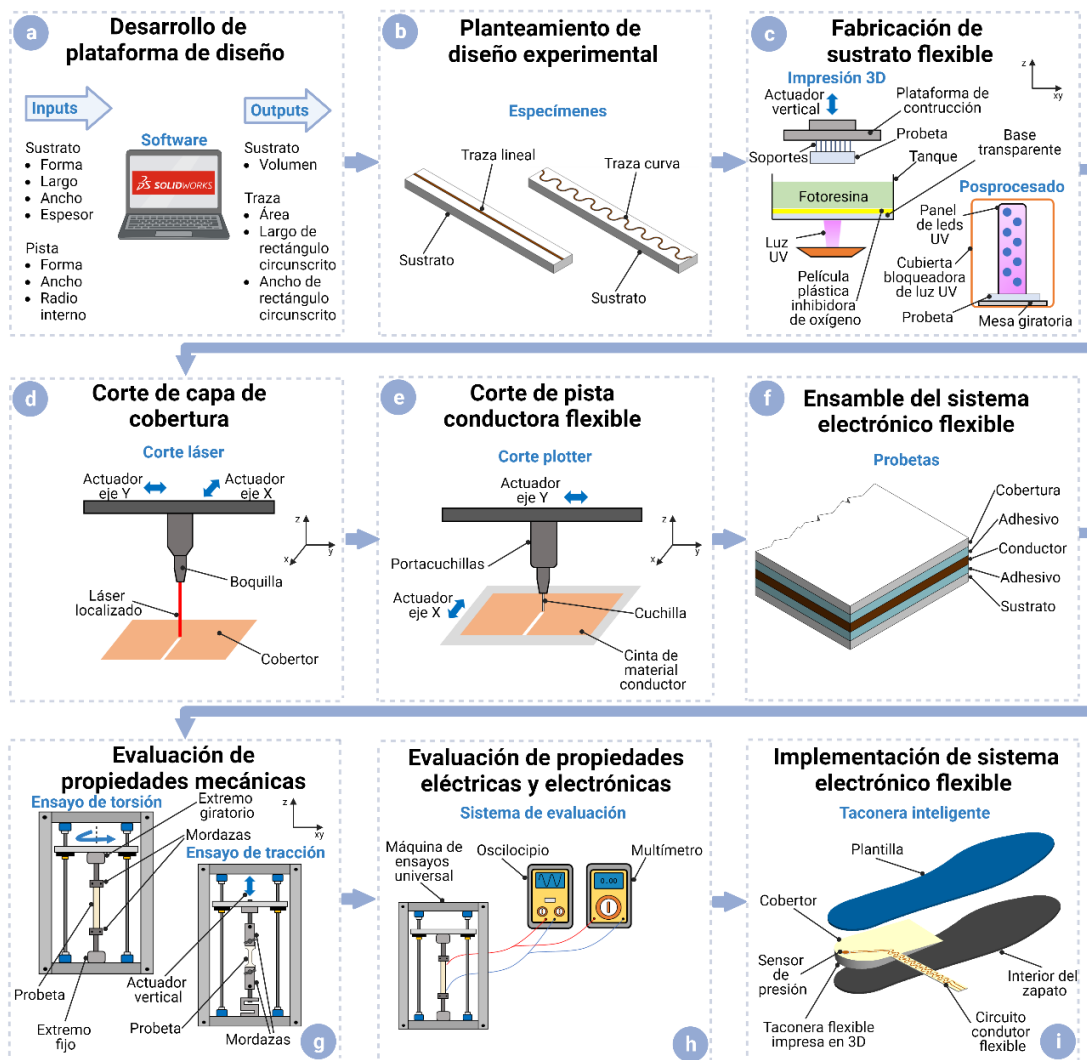 a
Desarrollo
de plataforma de diseño
Inputs
Outputs
Software
SOLIDWORKS
Sustrato
• Forma
• Largo
• Ancho
• Espesor
Pista
• Forma
• Ancho
• Radio
interno
Sustrato
• Volumen
Traza
• Área
• Largo de
rectángulo
circunscrito
• Ancho de
rectángulo
circunscrito
b
Planteamiento de
diseño experimental
Especímenes
Traza lineal
Traza curva
Sustrato
Sustrato
c
Fabricación de
sustrato flexible
Impresión 3D
z
xy
Actuador
vertical
Plataforma de
contrucción
Probeta
Soportes
Base
transparente
Tanque
Fotoresina
Luz
UV
Película
plástica
inhibidora
de oxígeno
Posprocesado
Panel
de leds
UV
Cubierta
bloqueadora
de luz UV
Probeta
Mesa giratoria
d
Corte de capa de
cobertura
Corte láser
Actuador
eje Y
Actuador
eje X
z
x
y
Boquilla
Láser
localizado
Cobertor
e
Corte de pista
conductora flexible
Corte plotter
Actuador
eje Y
z
x
y
Portacuchillas
Actuador
eje X
Cuchilla
Cinta de
material
conductor
f
Ensamble del sistema
electrónico flexible
Probetas
Cobertura
Adhesivo
Conductor
Adhesivo
Sustrato
Evaluación de
propiedades mecánicas
Ensayo de torsión
Extremo
giratorio
z
xy
Mordazas
Ensayo de tracción
Probeta
Extremo
fijo
Actuador
vertical
Probeta
Mordazas
g
Evaluación de propiedades
eléctricas y electrónicas
Sistema de evaluación
Máquina de
ensayos
universal
Oscilocipio
Multímetro
0.00
h
Implementación de sistema
electrónico flexible
Taconera inteligente
Plantilla
Cobertor
Sensor
de
presión
Taconera flexible
impresa en 3D
Interior del
zapato
Circuito
condutor
flexible
i